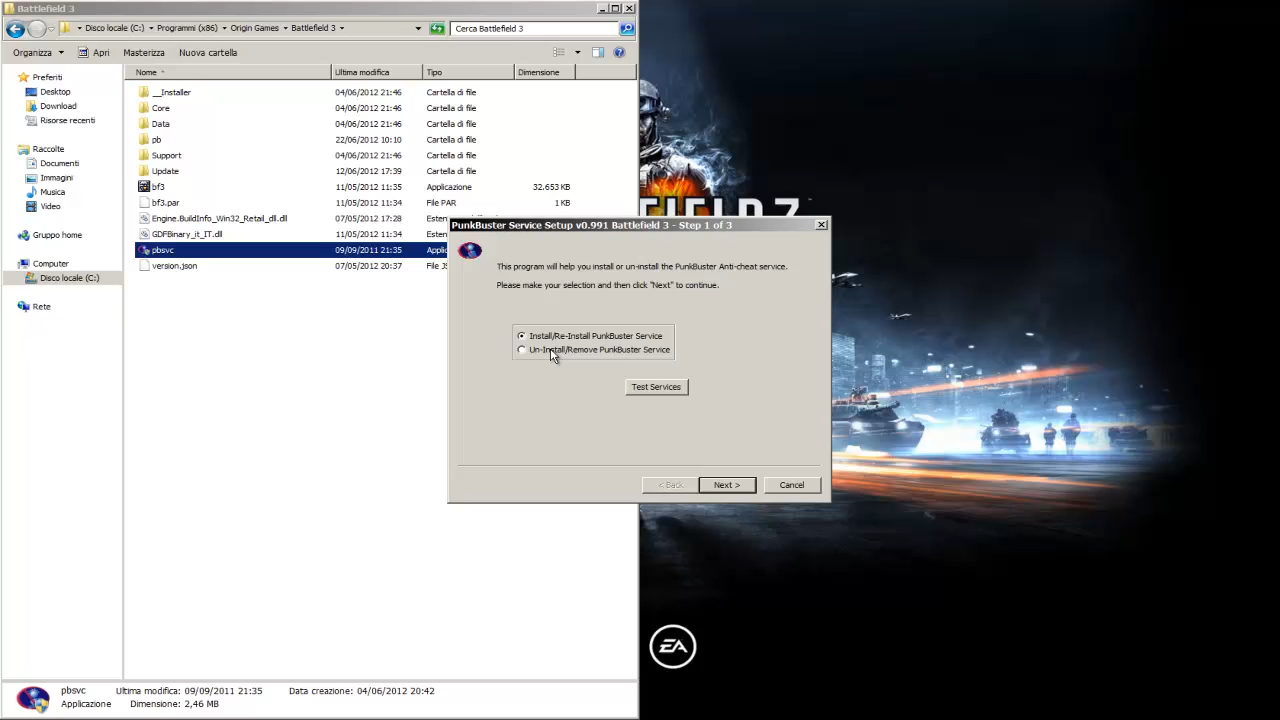 Battlefield 3
Disco locale (C:) Programmi (x86) Origin Games Battlefield 3
Cerca Battlefield 3
Organizza Apri Masterizza Nuova cartella
Nome Ultima modifica Tipo Dimensione
Preferiti
Desktop
Download
Risorse recenti
Raccolte
Documenti
Immagini
Musica
Video
Gruppo home
Computer
Disco locale (C:)
Rete
__Installer 04/06/2012 21:46 Cartella di file
Core 04/06/2012 21:46 Cartella di file
Data 04/06/2012 21:46 Cartella di file
pb 22/06/2012 10:10 Cartella di file
Support 04/06/2012 21:46 Cartella di file
Update 12/06/2012 17:39 Cartella di file
bf3 11/05/2012 11:35 Applicazione 32.653 KB
bf3.par 11/05/2012 11:34 File PAR 1 KB
Engine.BuildInfo_Win32_Retail_dll.dll 07/05/2012 17:28 Esten
GDFBinary_it_IT.dll 11/05/2012 11:34 Esten
pbsvc 09/09/2011 21:35 Applic
version.json 07/05/2012 20:37 File JS
PunkBuster Service Setup v0.991 Battlefield 3 - Step 1 of 3
This program will help you install or un-install the PunkBuster Anti-cheat service.
Please make your selection and then click "Next" to continue.
Install/Re-Install PunkBuster Service
Un-Install/Remove PunkBuster Service
Test Services
< Back Next > Cancel
EA
pbsvc Ultima modifica: 09/09/2011 21:35 Data creazione: 04/06/2012 20:42
Applicazione Dimensione: 2,46 MB